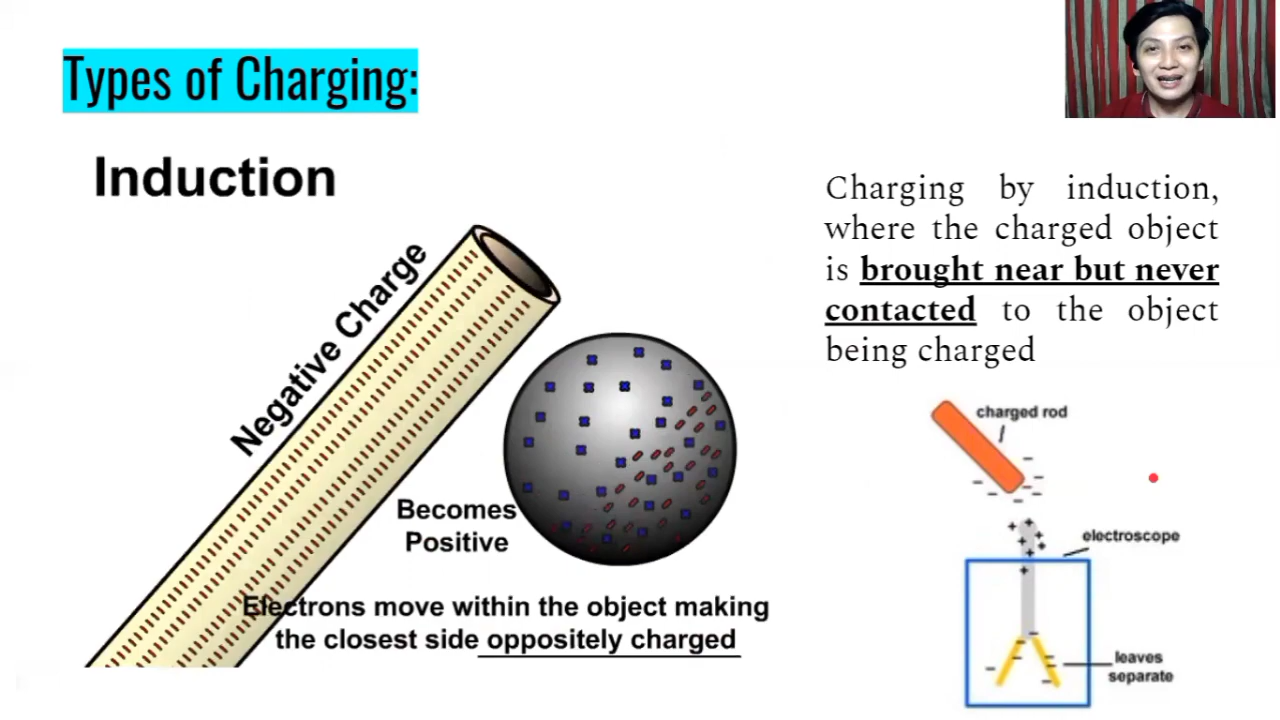 Types of Charging:
Induction
Negative Charge
Becomes
Positive
Electrons move within the object making
the closest side oppositely charged
Charging by induction,
where the charged object
is brought near but never
contacted to the object
being charged
charged rod
electroscope
leaves
separate